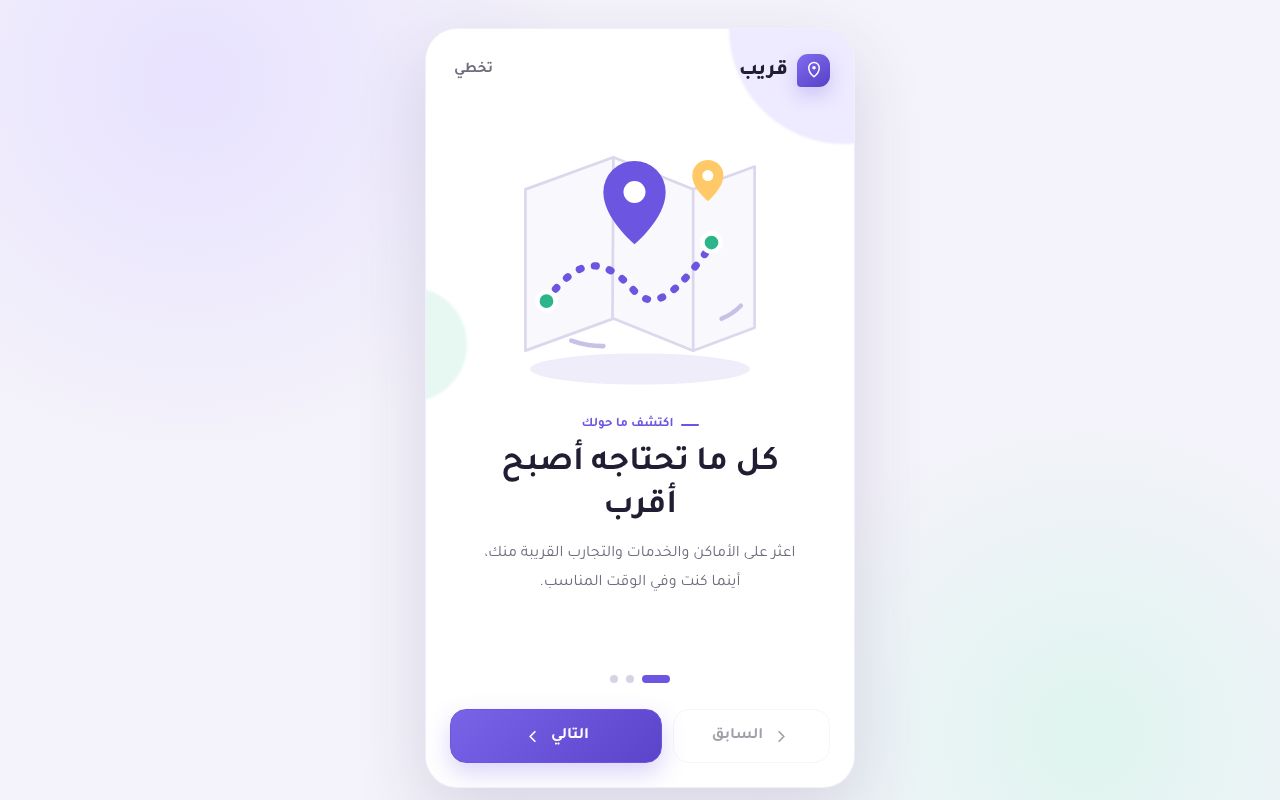 قريب
تخطي
اكتشف ما حولك
كل ما تحتاجه أصبح
أقرب
اعثر على الأماكن والخدمات والتجارب القريبة منك،
أينما كنت وفي الوقت المناسب.
السابق
التالي